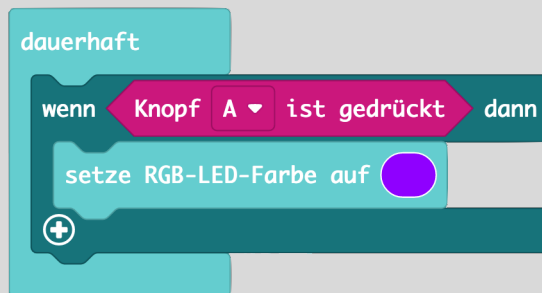 dauerhaft
wenn Knopf A ist gedrückt dann
setze RGB-LED-Farbe auf